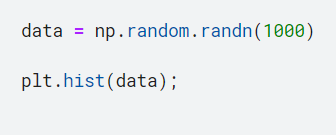 data = np.random.randn(1000)
plt.hist(data);